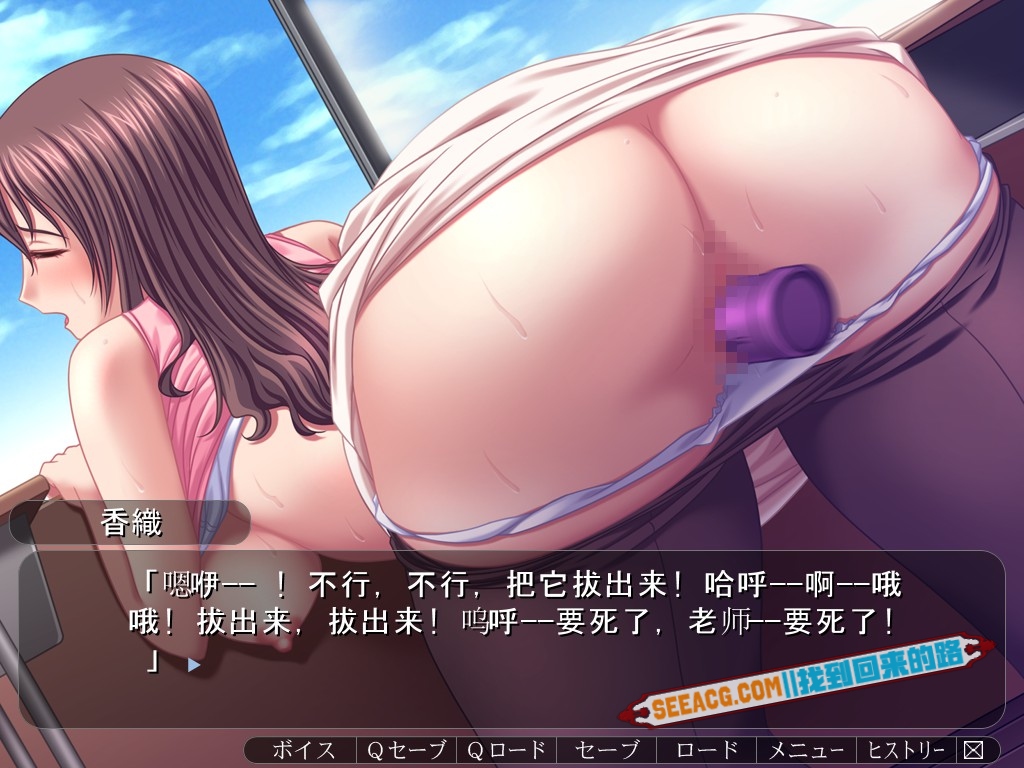 香織
「嗯咿-- ！不行，不行，把它拔出来！哈呼--啊--哦
哦！拔出来，拔出来！呜呼--要死了，老师--要死了！
」
SEEACG.COM||找到回来的路
ボイス Qセーブ Qロード セーブ ロード メニュー ヒストリー